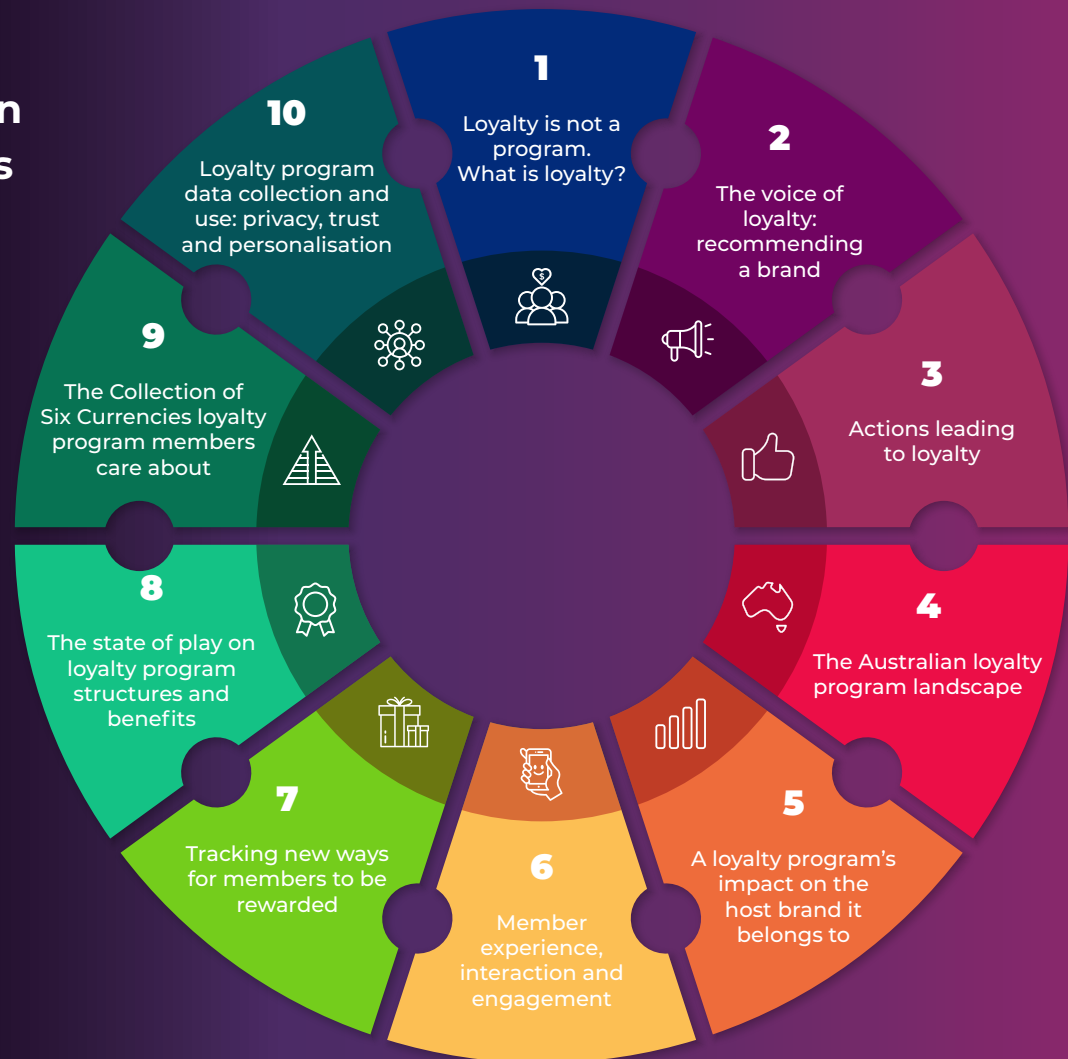 1
Loyalty is not a
program.
What is loyalty?
2
The voice of
loyalty:
recommending
a brand
3
Actions leading
to loyalty
4
The Australian loyalty
program landscape
5
A loyalty program's
impact on the
host brand it
belongs to
6
Member
experience,
interaction and
engagement
7
Tracking new ways
for members to be
rewarded
8
The state of play on
loyalty program
structures and
benefits
9
The Collection of
Six Currencies loyalty
program members
care about
10
Loyalty program
data collection and
use: privacy, trust
and personalisation
$